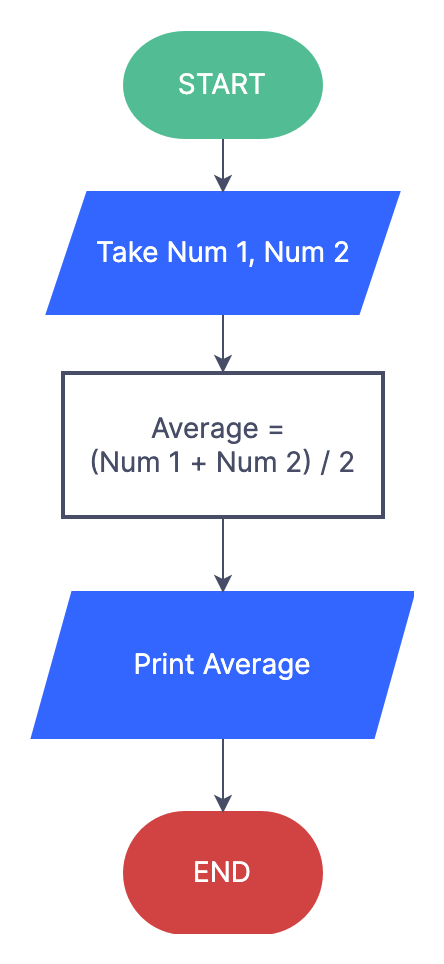 START
Take Num 1, Num 2
Average =
(Num 1 + Num 2) / 2
Print Average
END